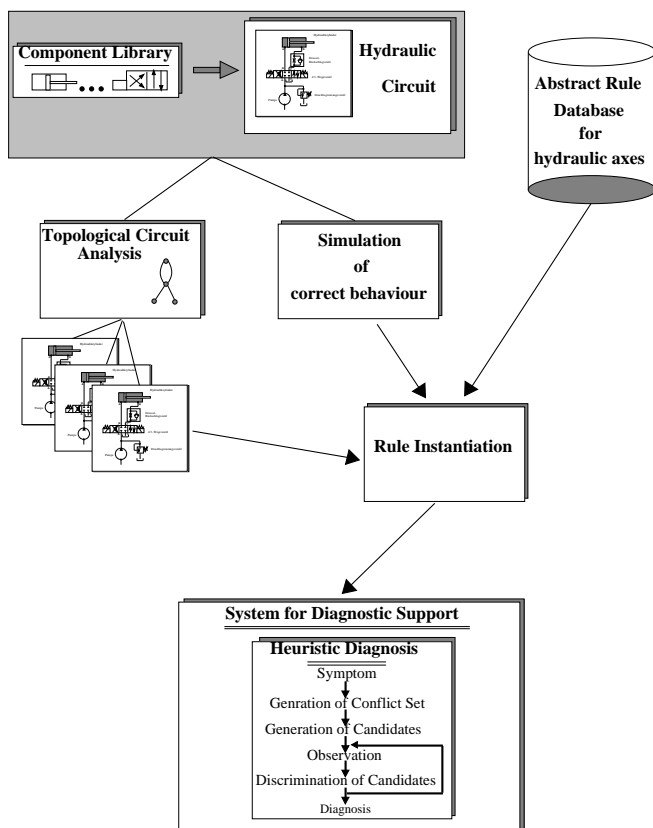 Component Library
Hydraulic
Circuit
Abstract Rule
Database
for
hydraulic axes
Topological Circuit
Analysis
Simulation
of
correct behaviour
Rule Instantiation
System for Diagnostic Support
Heuristic Diagnosis
Symptom
Genration of Conflict Set
Generation of Candidates
Observation
Discrimination of Candidates
Diagnosis